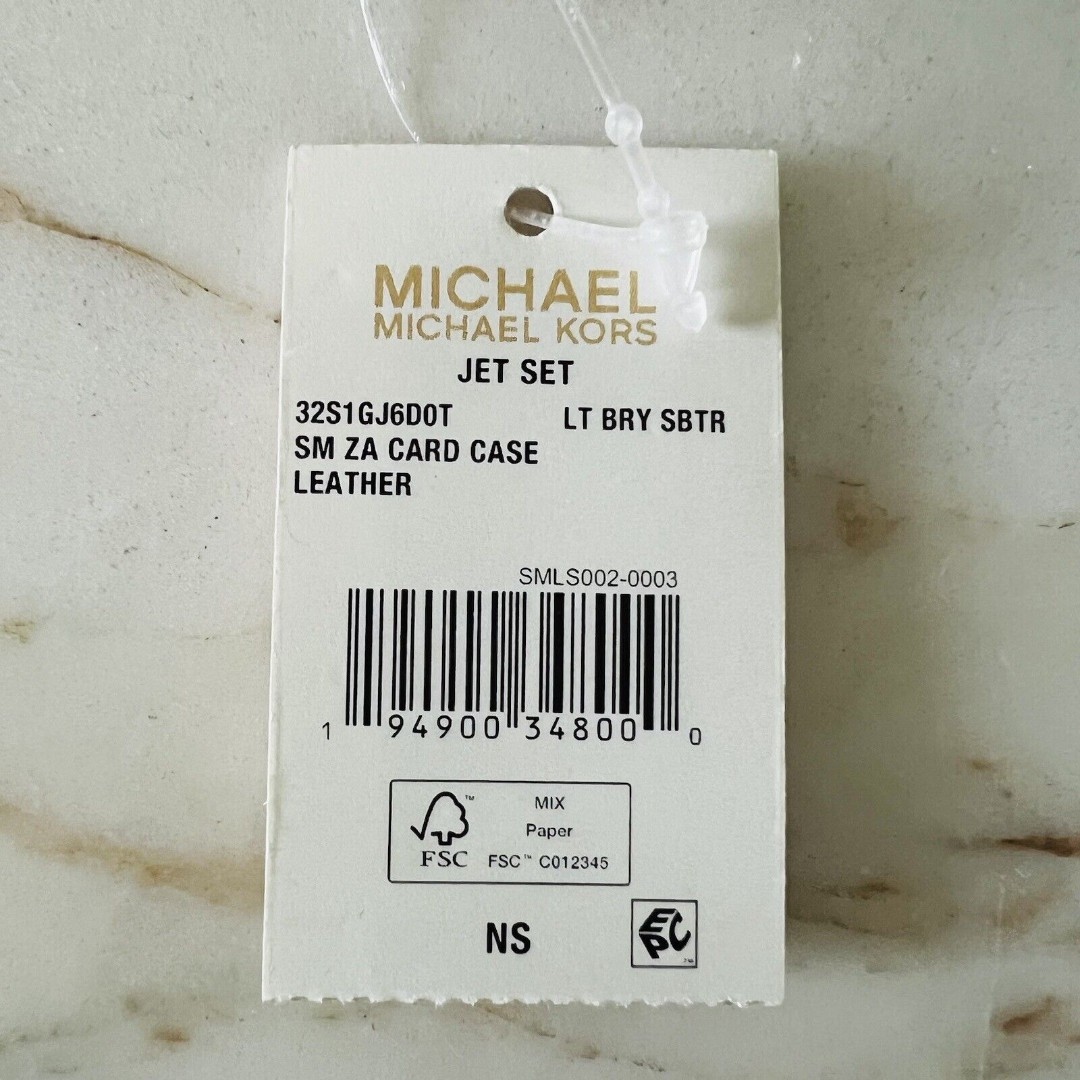 MICHAEL
MICHAEL KORS
JET SET
32S1GJ6D0T LT BRY SBTR
SM ZA CARD CASE
LEATHER
SMLS002-0003
1 94900 34800 0
MIX
Paper
FSC™ C012345
FSC
NS
EPC